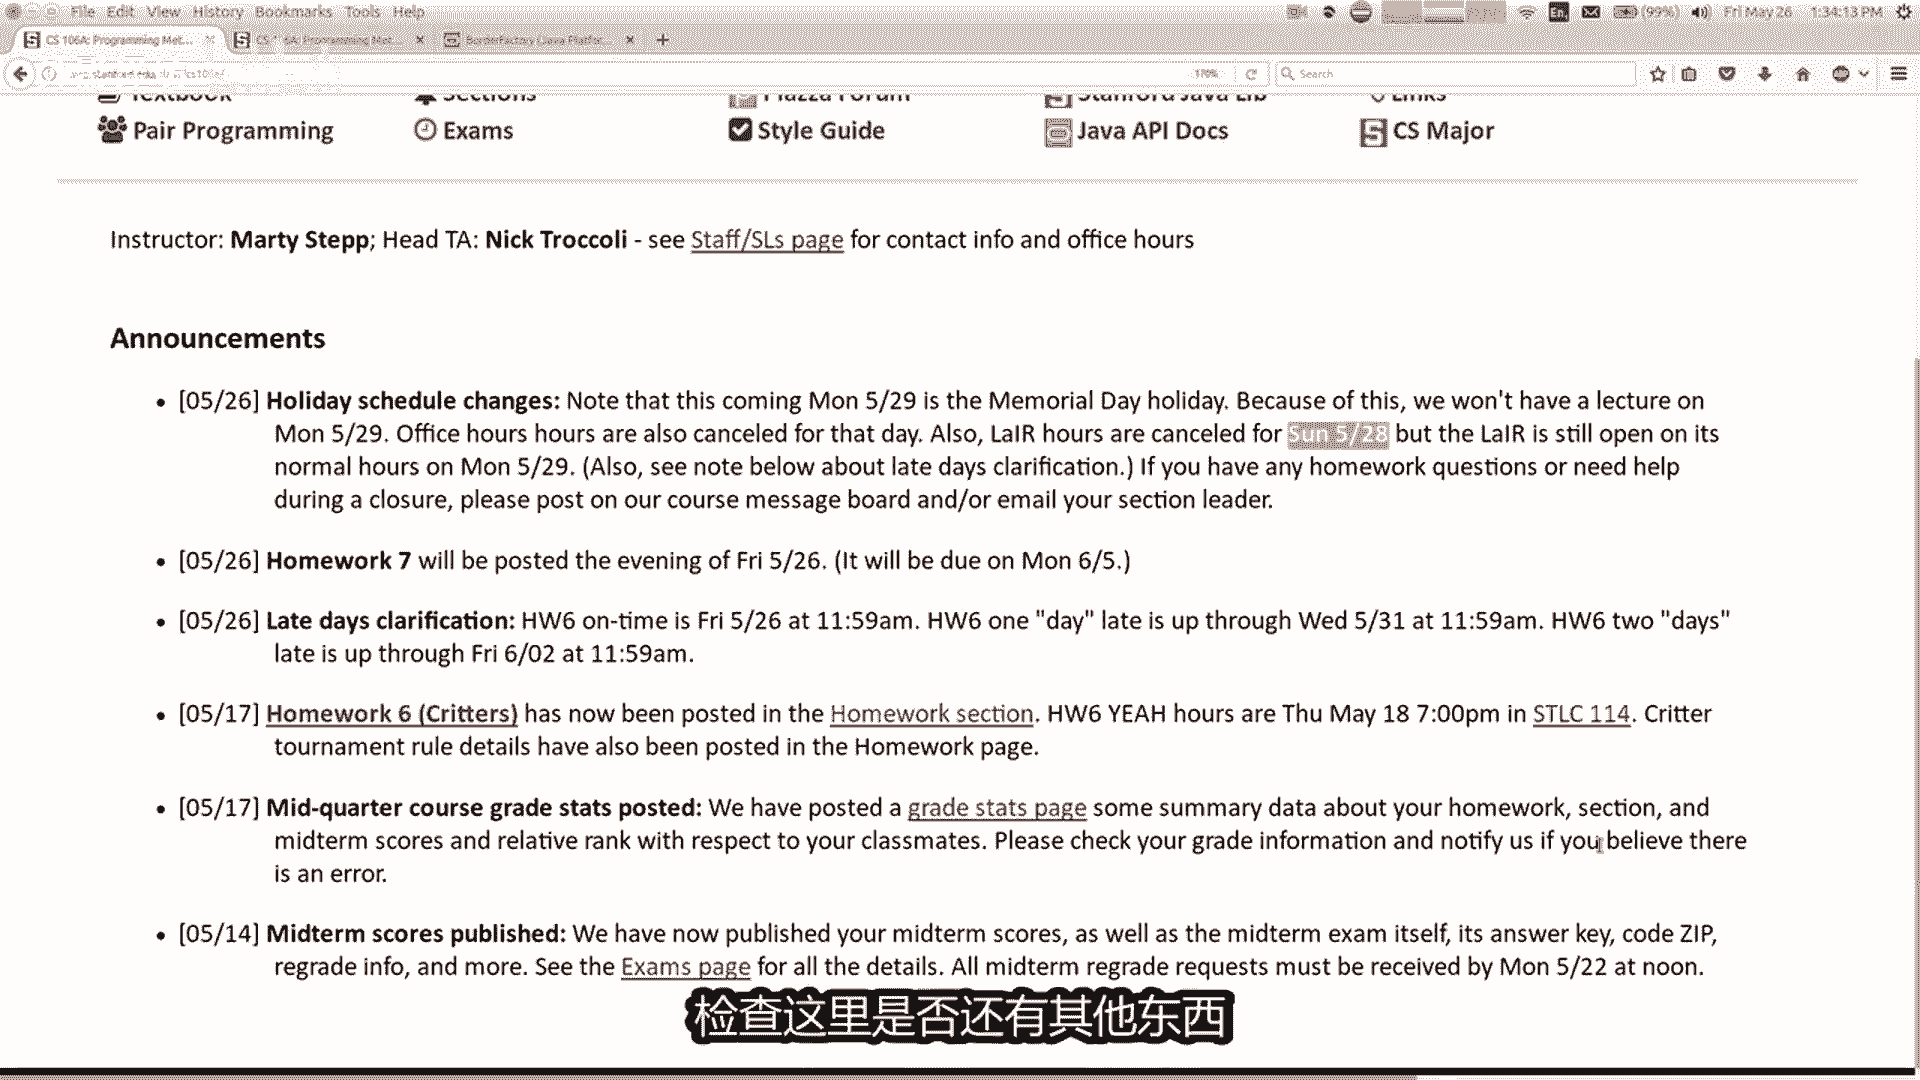 File Edit View History Bookmarks Tools Help
En
(99%)
Fri May 26 1:34:13 PM
CS 106A: Programming Met...
CS 106A: Programming Met...
BorderFactory (Java Platfor...
170%
Search
Textbook Sections Piazza Forum Stanford Java Lib Links
Pair Programming Exams Style Guide Java API Docs CS Major
Instructor: Marty Stepp; Head TA: Nick Troccoli - see Staff/SLs page for contact info and office hours
Announcements
• [05/26] Holiday schedule changes: Note that this coming Mon 5/29 is the Memorial Day holiday. Because of this, we won't have a lecture on
Mon 5/29. Office hours hours are also canceled for that day. Also, LaIR hours are canceled for Sun 5/28 but the LaIR is still open on its
normal hours on Mon 5/29. (Also, see note below about late days clarification.) If you have any homework questions or need help
during a closure, please post on our course message board and/or email your section leader.
• [05/26] Homework 7 will be posted the evening of Fri 5/26. (It will be due on Mon 6/5.)
• [05/26] Late days clarification: HW6 on-time is Fri 5/26 at 11:59am. HW6 one "day" late is up through Wed 5/31 at 11:59am. HW6 two "days"
late is up through Fri 6/02 at 11:59am.
• [05/17] Homework 6 (Critters) has now been posted in the Homework section. HW6 YEAH hours are Thu May 18 7:00pm in STLC 114. Critter
tournament rule details have also been posted in the Homework page.
• [05/17] Mid-quarter course grade stats posted: We have posted a grade stats page some summary data about your homework, section, and
midterm scores and relative rank with respect to your classmates. Please check your grade information and notify us if you believe there
is an error.
• [05/14] Midterm scores published: We have now published your midterm scores, as well as the midterm exam itself, its answer key, code ZIP,
regrade info, and more. See the Exams page for all the details. All midterm regrade requests must be received by Mon 5/22 at noon.
检查这里是否还有其他东西